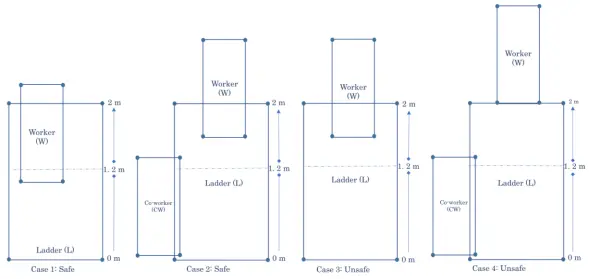 Worker
(W)
2 m
1. 2 m
Ladder (L)
0 m
Case 1: Safe
Worker
(W)
2 m
1. 2 m
Ladder (L)
Co-worker
(CW)
0 m
Case 2: Safe
Worker
(W)
2 m
1. 2 m
Ladder (L)
0 m
Case 3: Unsafe
Worker
(W)
2 m
1. 2 m
Ladder (L)
Co-worker
(CW)
0 m
Case 4: Unsafe